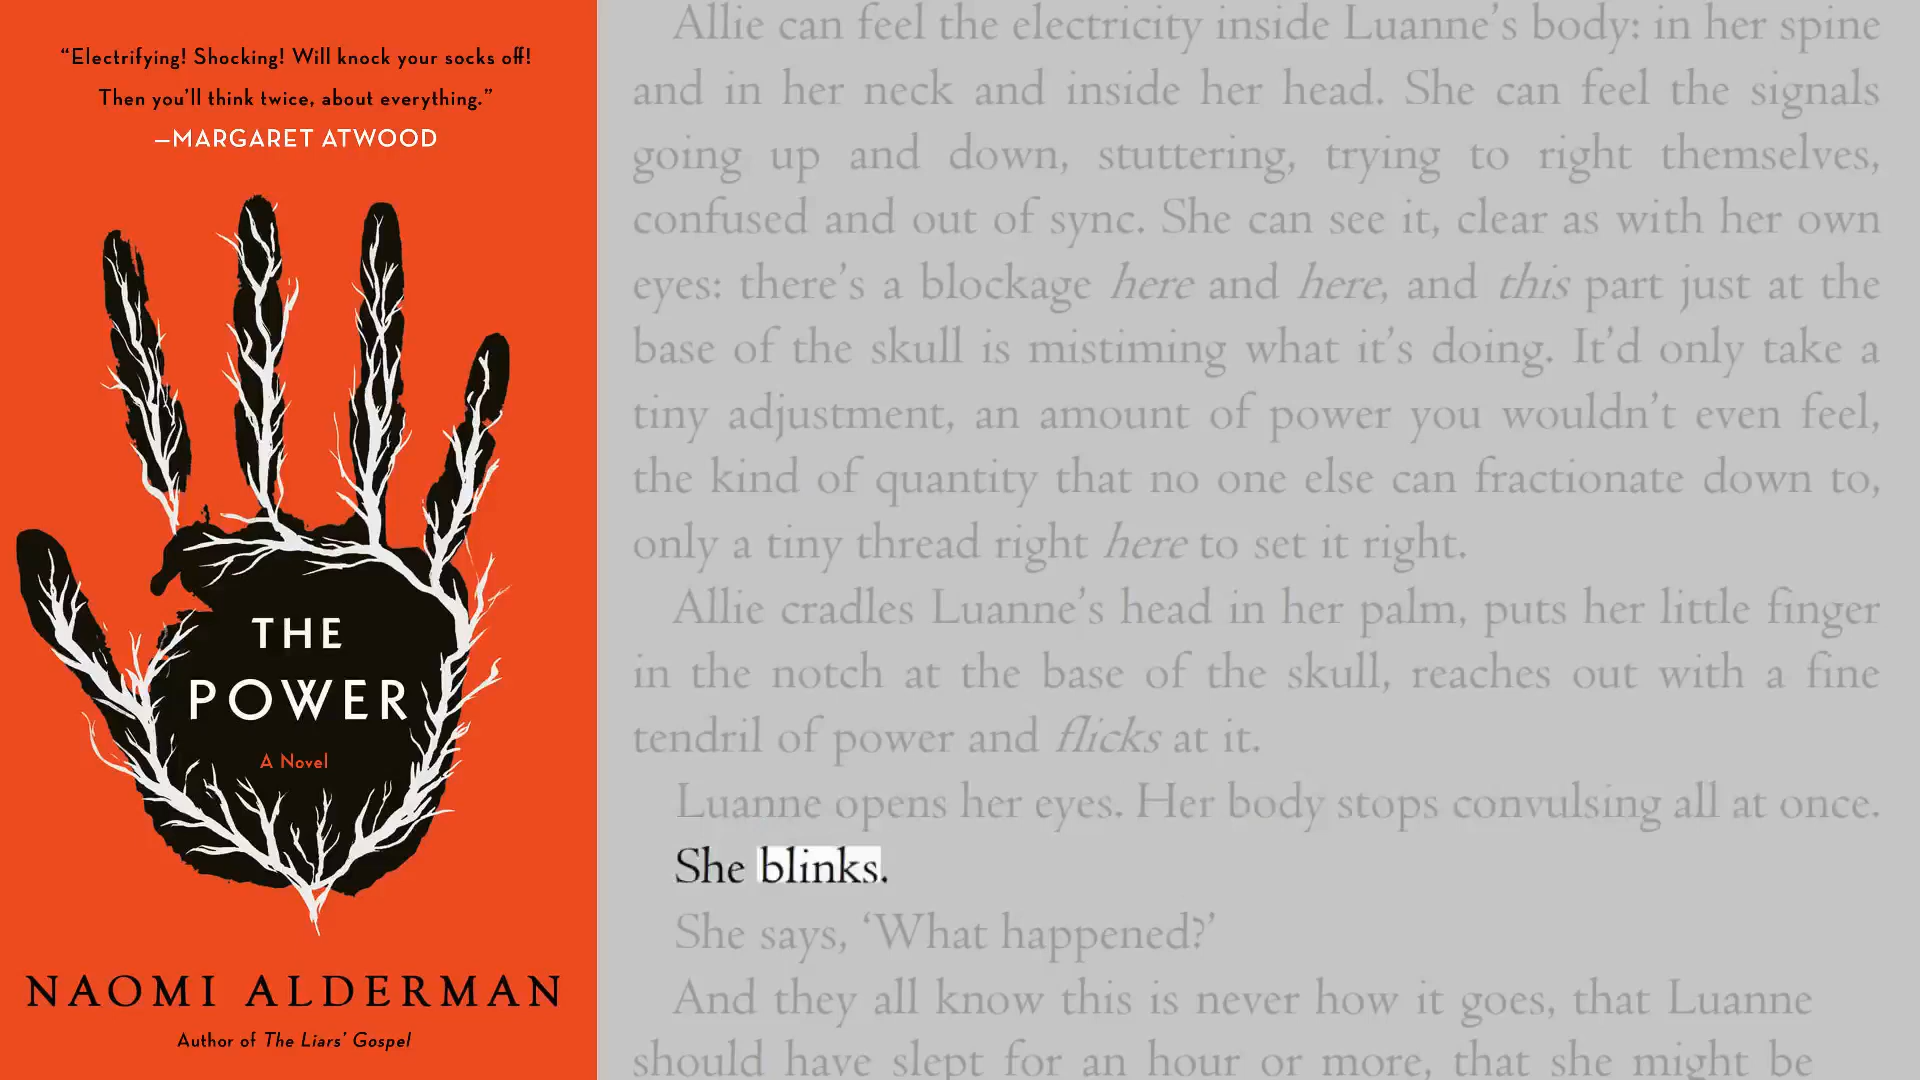 “Electrifying! Shocking! Will knock your socks off!
Then you’ll think twice, about everything.”
—MARGARET ATWOOD
THE
POWER
A Novel
NAOMI ALDERMAN
Author of The Liars’ Gospel
Allie can feel the electricity inside Luanne’s body: in her spine
and in her neck and inside her head. She can feel the signals
going up and down, stuttering, trying to right themselves,
confused and out of sync. She can see it, clear as with her own
eyes: there’s a blockage here and here, and this part just at the
base of the skull is mistiming what it’s doing. It’d only take a
tiny adjustment, an amount of power you wouldn’t even feel,
the kind of quantity that no one else can fractionate down to,
only a tiny thread right here to set it right.
Allie cradles Luanne’s head in her palm, puts her little finger
in the notch at the base of the skull, reaches out with a fine
tendril of power and flicks at it.
Luanne opens her eyes. Her body stops convulsing all at once.
She blinks.
She says, ‘What happened?’
And they all know this is never how it goes, that Luanne
should have slept for an hour or more, that she might be